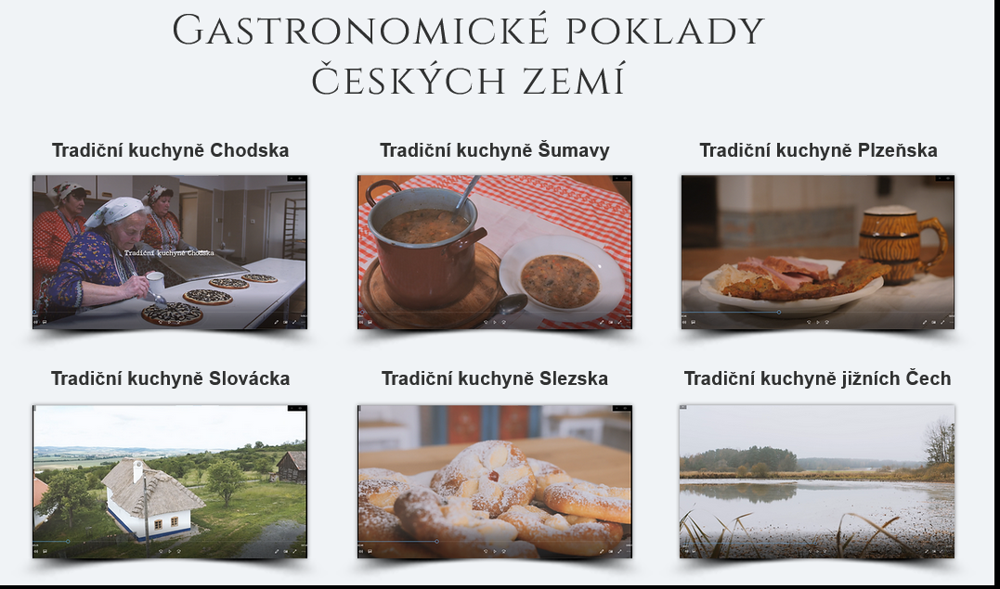 Gastronomické poklady
českých zemí
Tradiční kuchyně Chodska
Tradiční kuchyně Šumavy
Tradiční kuchyně Plzeňska
Tradiční kuchyně Chodska
Tradiční kuchyně Slovácka
Tradiční kuchyně Slezska
Tradiční kuchyně jižních Čech